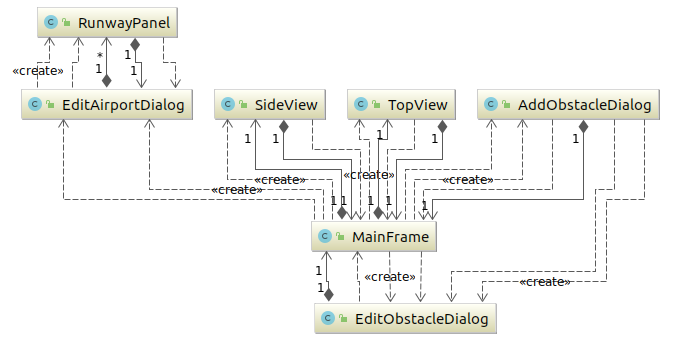 C RunwayPanel
«create»
*
1
1
1
C EditAirportDialog
C SideView
C TopView
C AddObstacleDialog
1
1
1
1
1
«create»
«create»
«create»
«create»
1
1
1
1
1
C MainFrame
1
«create»
1
«create»
C EditObstacleDialog